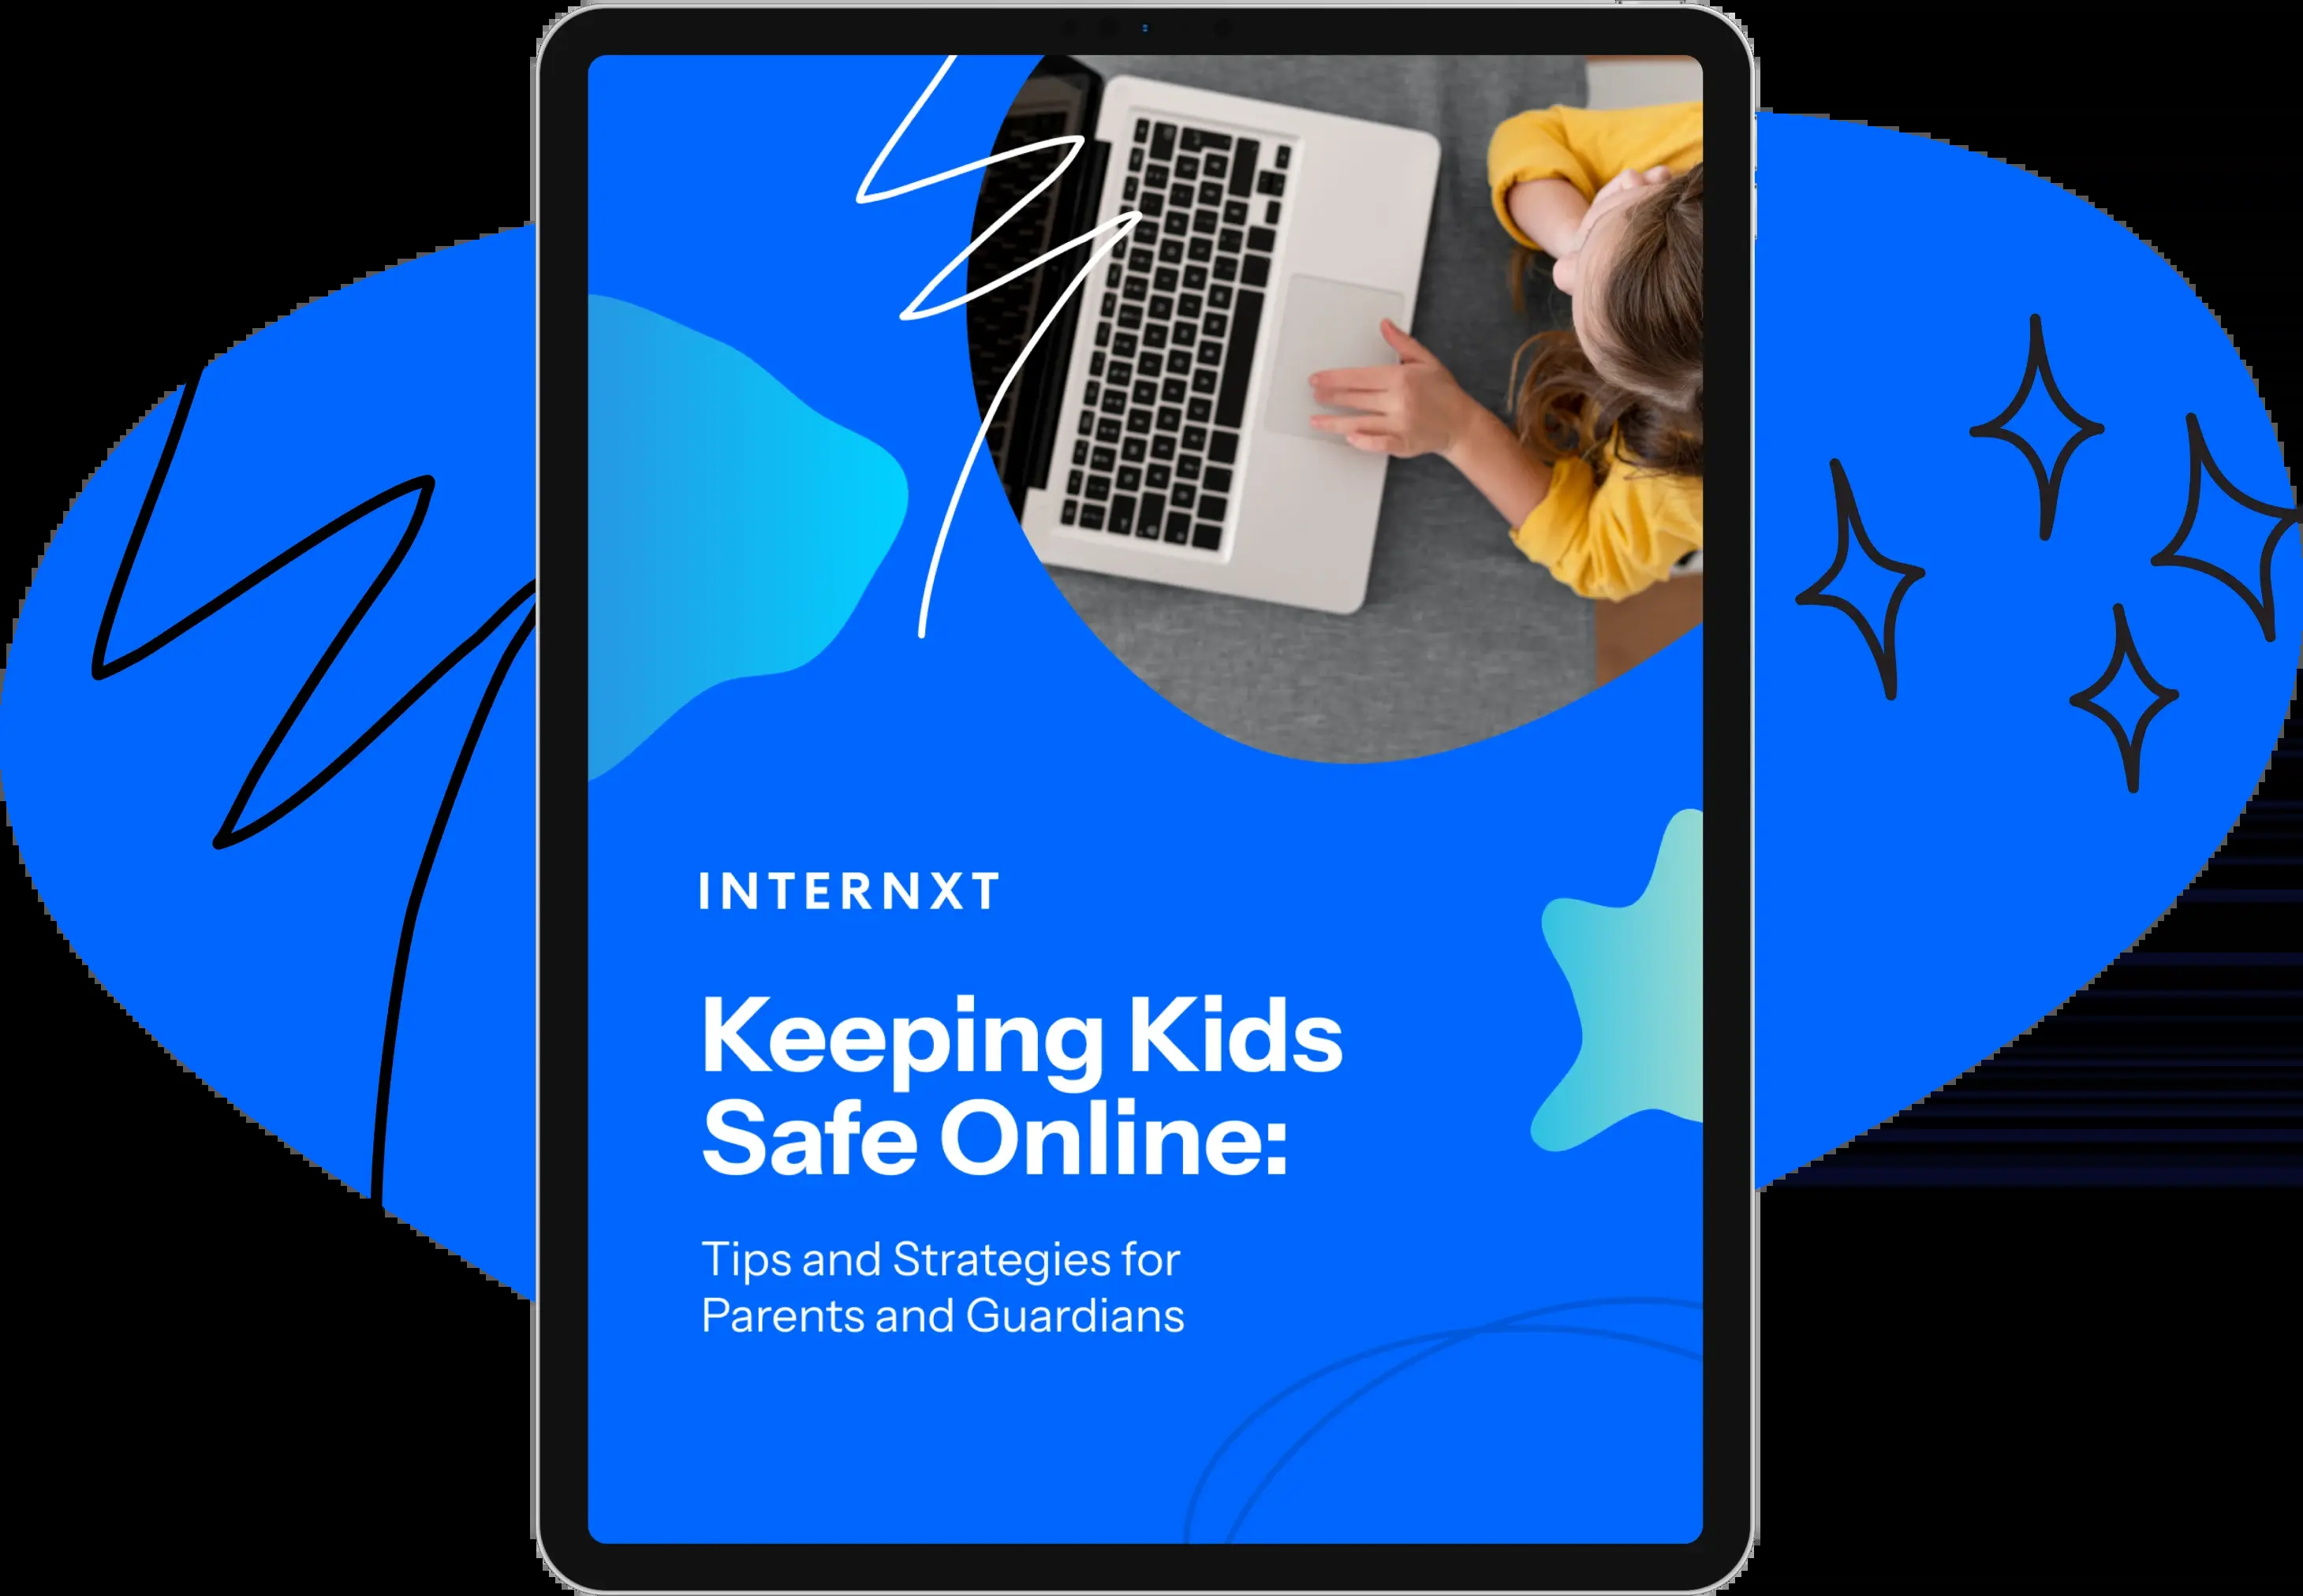 INTERNXT
Keeping Kids
Safe Online:
Tips and Strategies for
Parents and Guardians